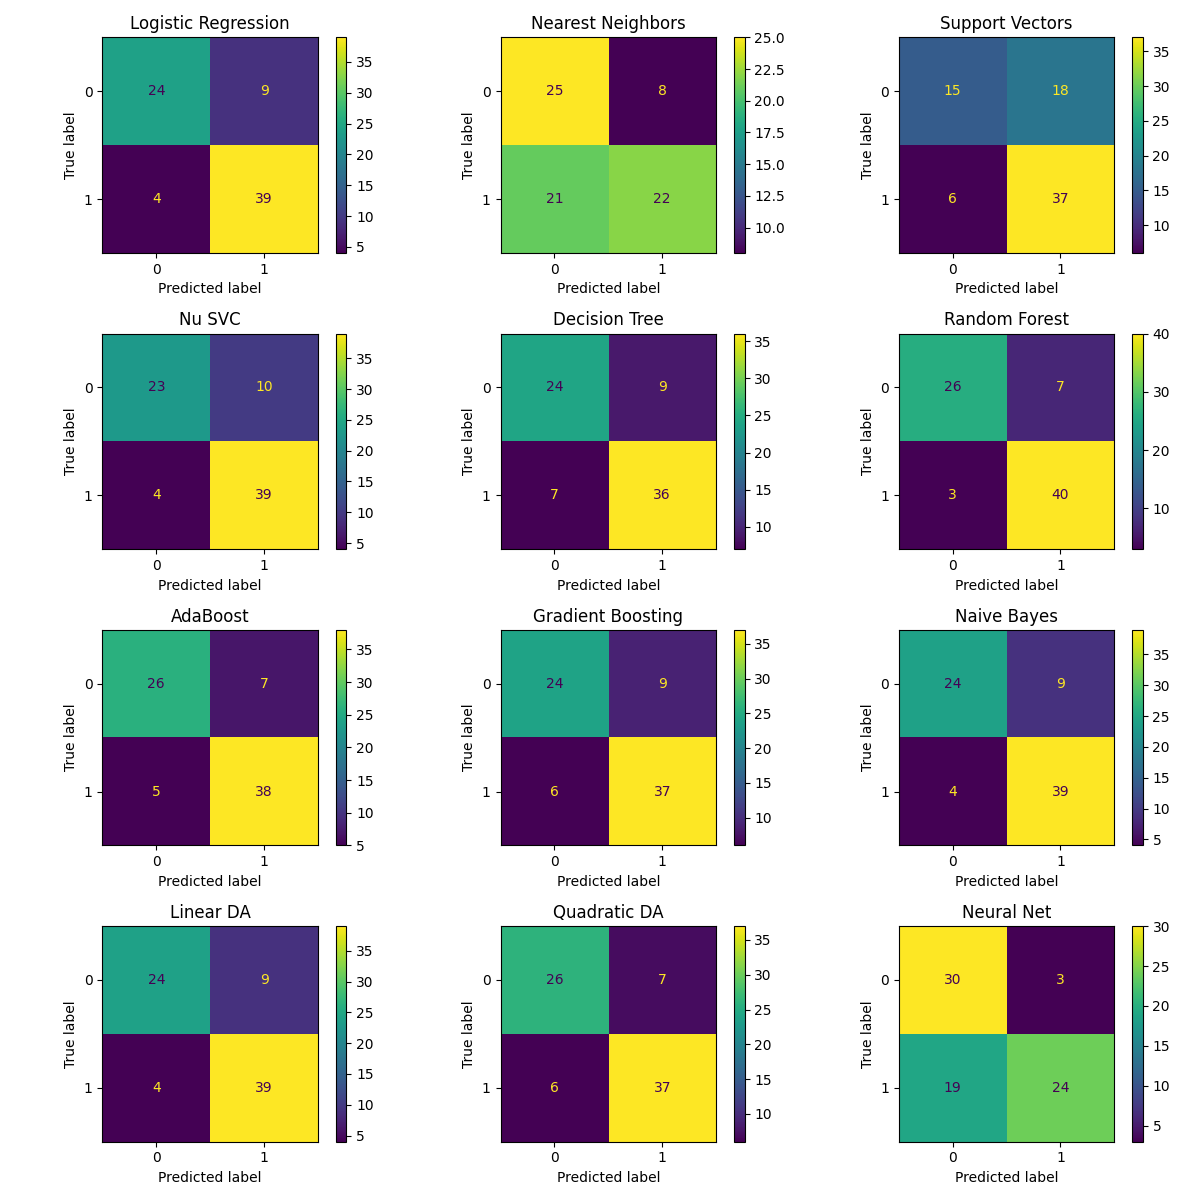 Logistic Regression
0 24 9
1 4 39
True label
0 1
Predicted label
35
30
25
20
15
10
5
Nearest Neighbors
0 25 8
1 21 22
True label
0 1
Predicted label
25.0
22.5
20.0
17.5
15.0
12.5
10.0
Support Vectors
0 15 18
1 6 37
True label
0 1
Predicted label
35
30
25
20
15
10
Nu SVC
0 23 10
1 4 39
True label
0 1
Predicted label
35
30
25
20
15
10
5
Decision Tree
0 24 9
1 7 36
True label
0 1
Predicted label
35
30
25
20
15
10
Random Forest
0 26 7
1 3 40
True label
0 1
Predicted label
40
30
20
10
AdaBoost
0 26 7
1 5 38
True label
0 1
Predicted label
35
30
25
20
15
10
5
Gradient Boosting
0 24 9
1 6 37
True label
0 1
Predicted label
35
30
25
20
15
10
Naive Bayes
0 24 9
1 4 39
True label
0 1
Predicted label
35
30
25
20
15
10
5
Linear DA
0 24 9
1 4 39
True label
0 1
Predicted label
35
30
25
20
15
10
5
Quadratic DA
0 26 7
1 6 37
True label
0 1
Predicted label
35
30
25
20
15
10
Neural Net
0 30 3
1 19 24
True label
0 1
Predicted label
30
25
20
15
10
5